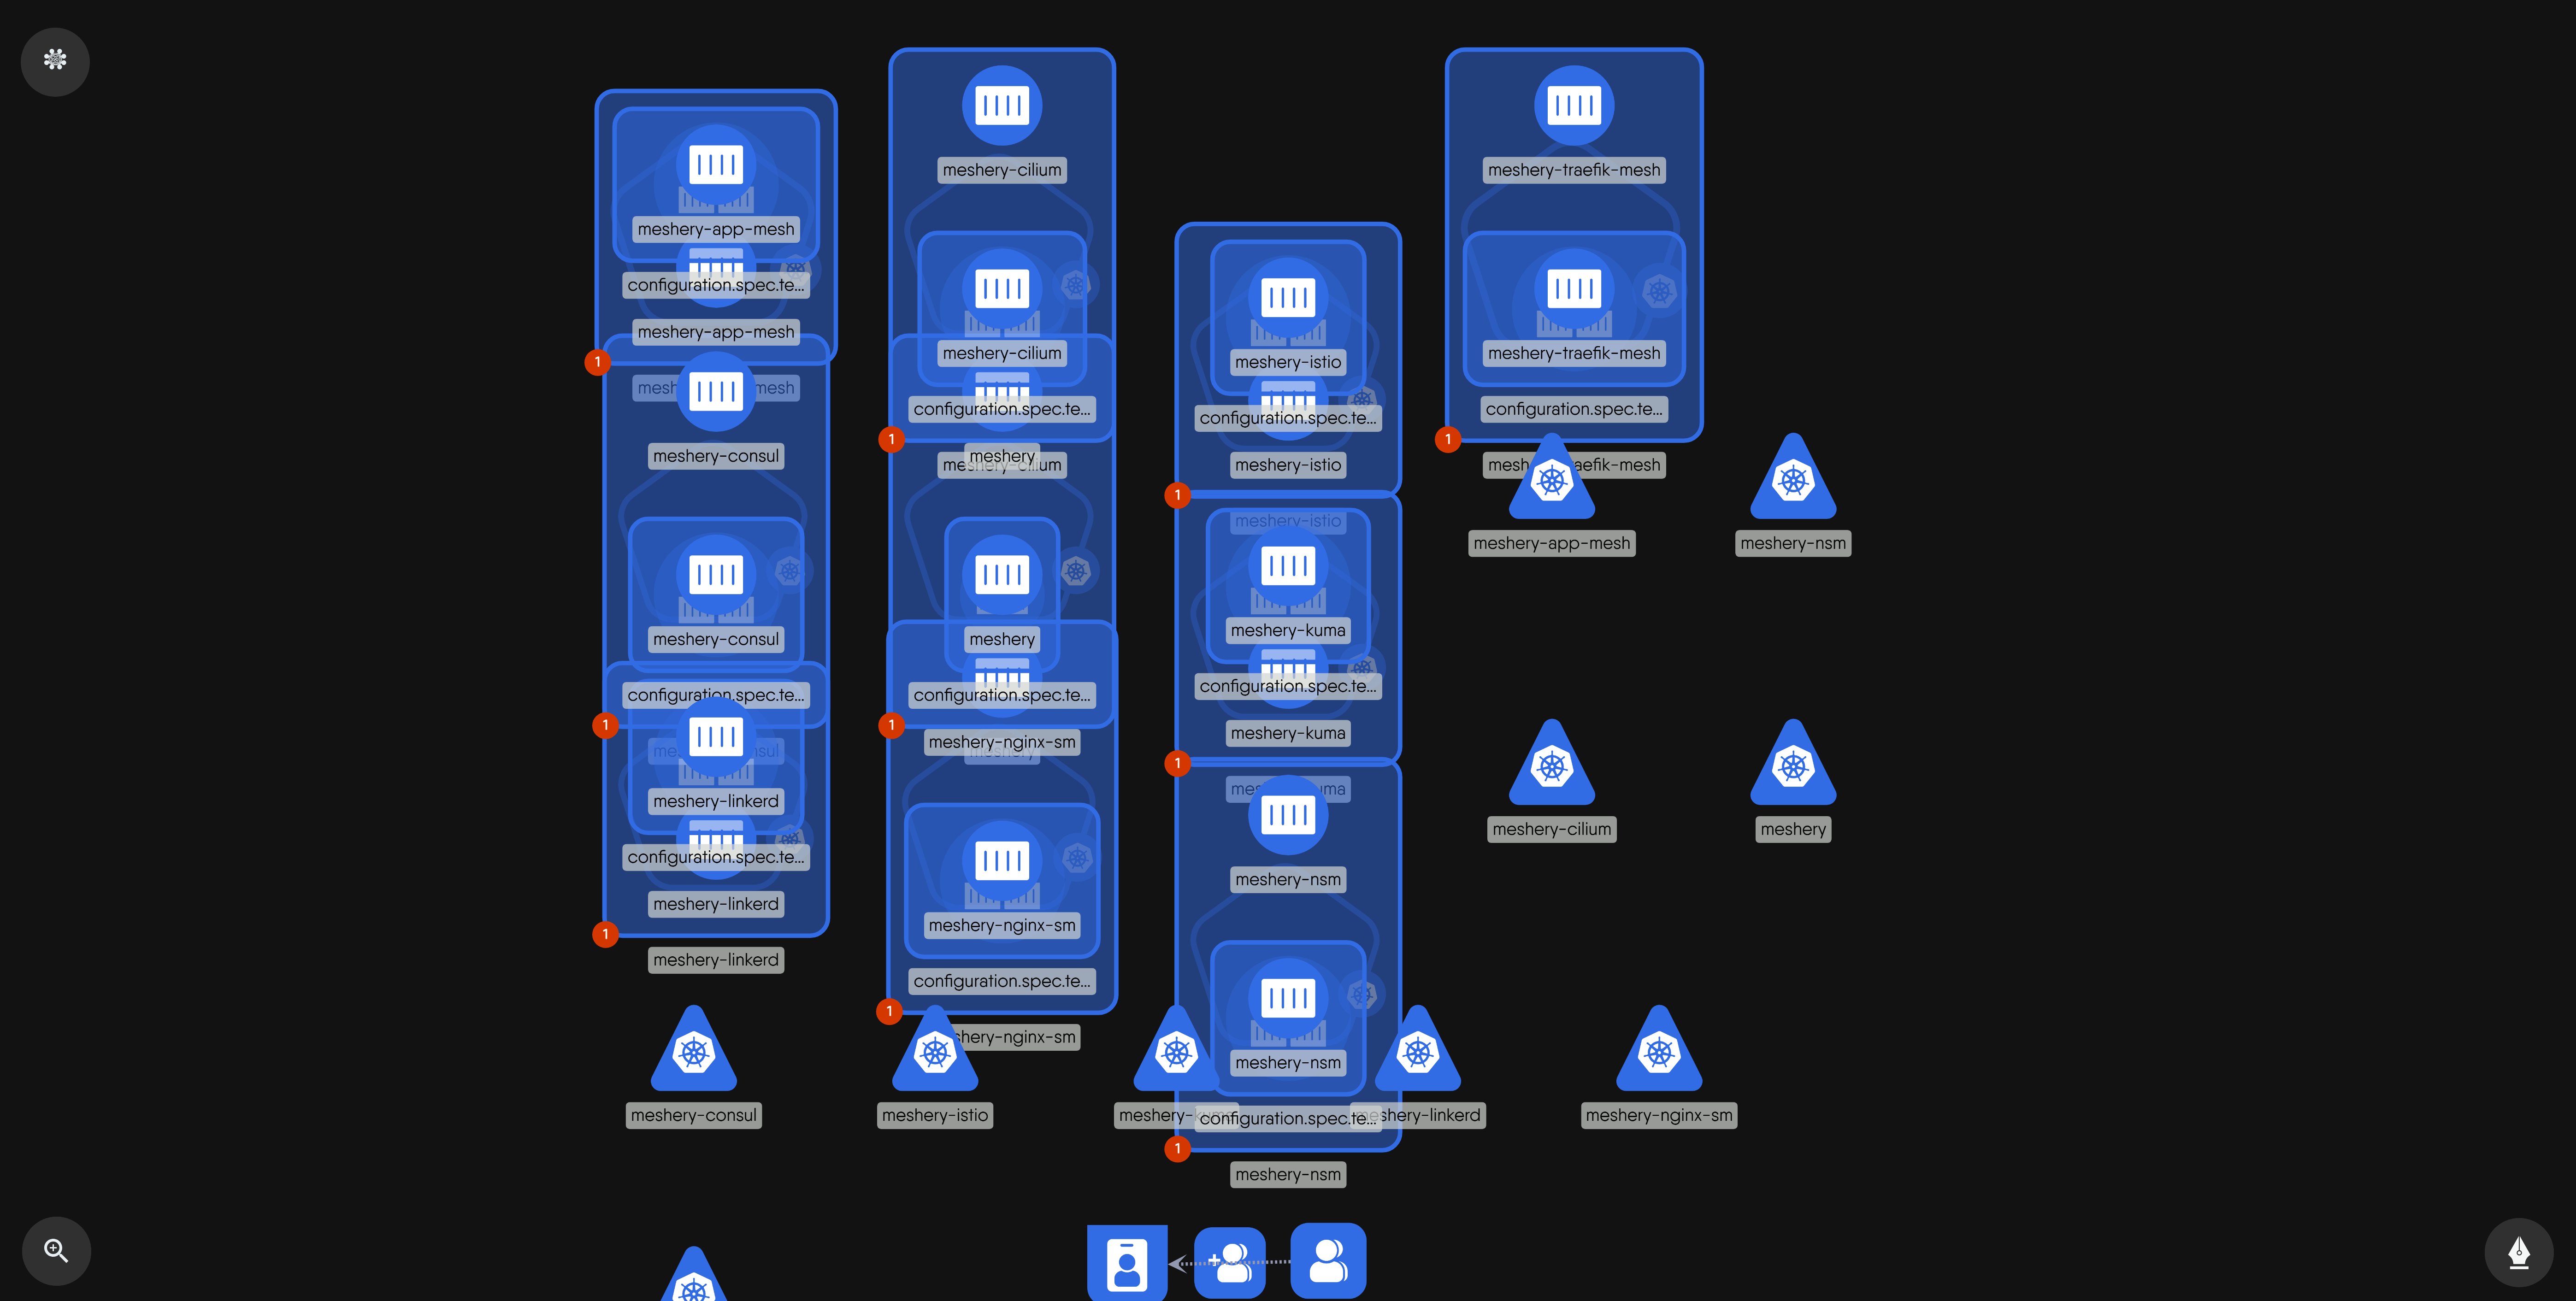 meshery-app-mesh
configuration.spec.te...
meshery-app-mesh
1
mesh mesh
meshery-consul
meshery-consul
configuration.spec.te...
1
me sul
meshery-linkerd
configuration.spec.te...
meshery-linkerd
1
meshery-linkerd
meshery-cilium
meshery-cilium
configuration.spec.te...
1
meshery
meshery-cilium
meshery
configuration.spec.te...
1
meshery-nginx-sm
meshery
meshery-nginx-sm
configuration.spec.te...
1
shery-nginx-sm
meshery-istio
configuration.spec.te...
meshery-istio
1
meshery-istio
meshery-kuma
configuration.spec.te...
meshery-kuma
1
mes uma
meshery-nsm
meshery-nsm
configuration.spec.te...
1
meshery-nsm
meshery-traefik-mesh
meshery-traefik-mesh
configuration.spec.te...
1
mesh aefik-mesh
meshery-app-mesh
meshery-nsm
meshery-cilium
meshery
meshery-consul
meshery-istio
meshery-kuma
shery-linkerd
meshery-nginx-sm